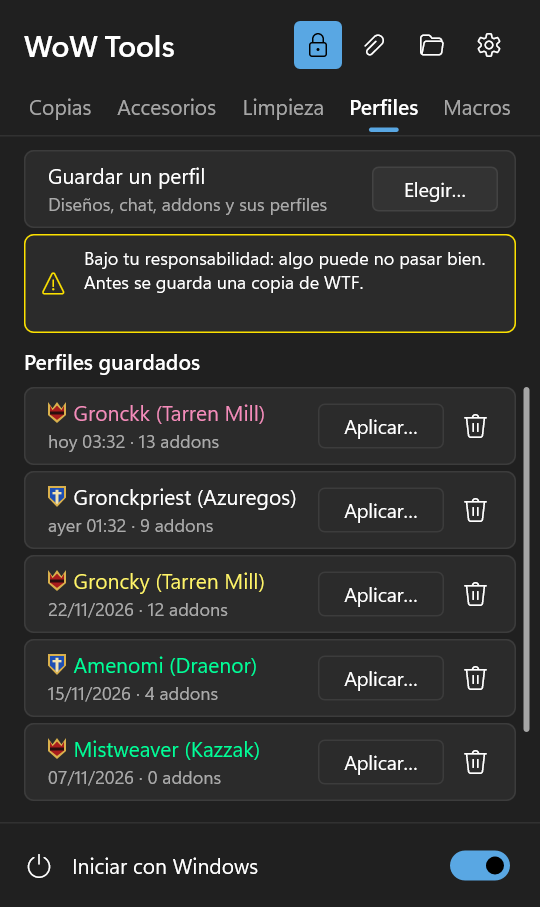 WoW Tools
Copias Accesorios Limpieza Perfiles Macros
Guardar un perfil
Diseños, chat, addons y sus perfiles
Elegir...
Bajo tu responsabilidad: algo puede no pasar bien.
Antes se guarda una copia de WTF.
Perfiles guardados
Gronckk (Tarren Mill)
hoy 03:32 · 13 addons
Aplicar...
Gronckpriest (Azuregos)
ayer 01:32 · 9 addons
Aplicar...
Groncky (Tarren Mill)
22/11/2026 · 12 addons
Aplicar...
Amenomi (Draenor)
15/11/2026 · 4 addons
Aplicar...
Mistweaver (Kazzak)
07/11/2026 · 0 addons
Aplicar...
Iniciar con Windows